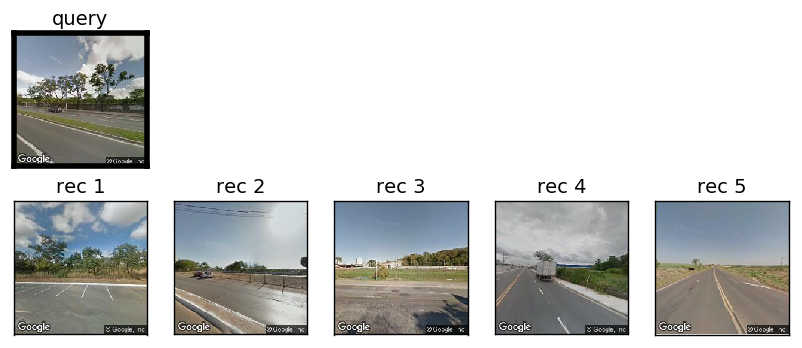 query
Google
© Google, Inc
rec 1
rec 2
rec 3
rec 4
rec 5
Google
© Google, Inc
Google
© Google, Inc
Google
© Google, Inc
Google
© Google, Inc
Google
© Google, Inc